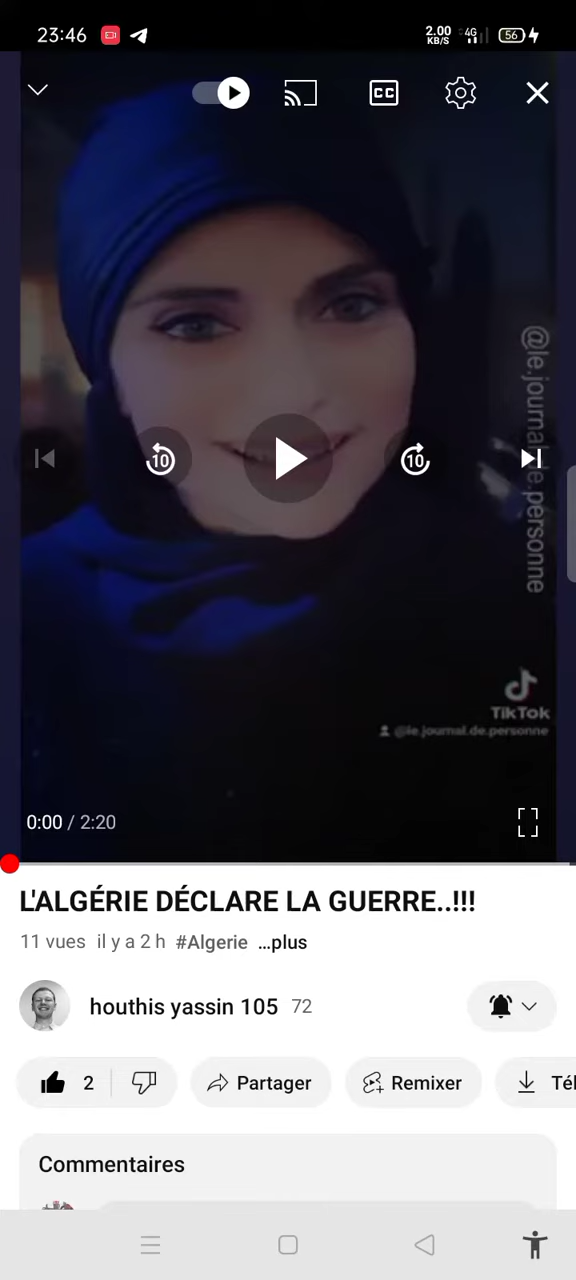 23:46
2.00
KB/S
4G
56
CC
10
10
@le.journal.de.personne
TikTok
@le.journal.de.personne
0:00 / 2:20
L'ALGÉRIE DÉCLARE LA GUERRE..!!!
11 vues il y a 2 h #Algerie ...plus
houthis yassin 105 72
2
Partager
Remixer
Tél
Commentaires